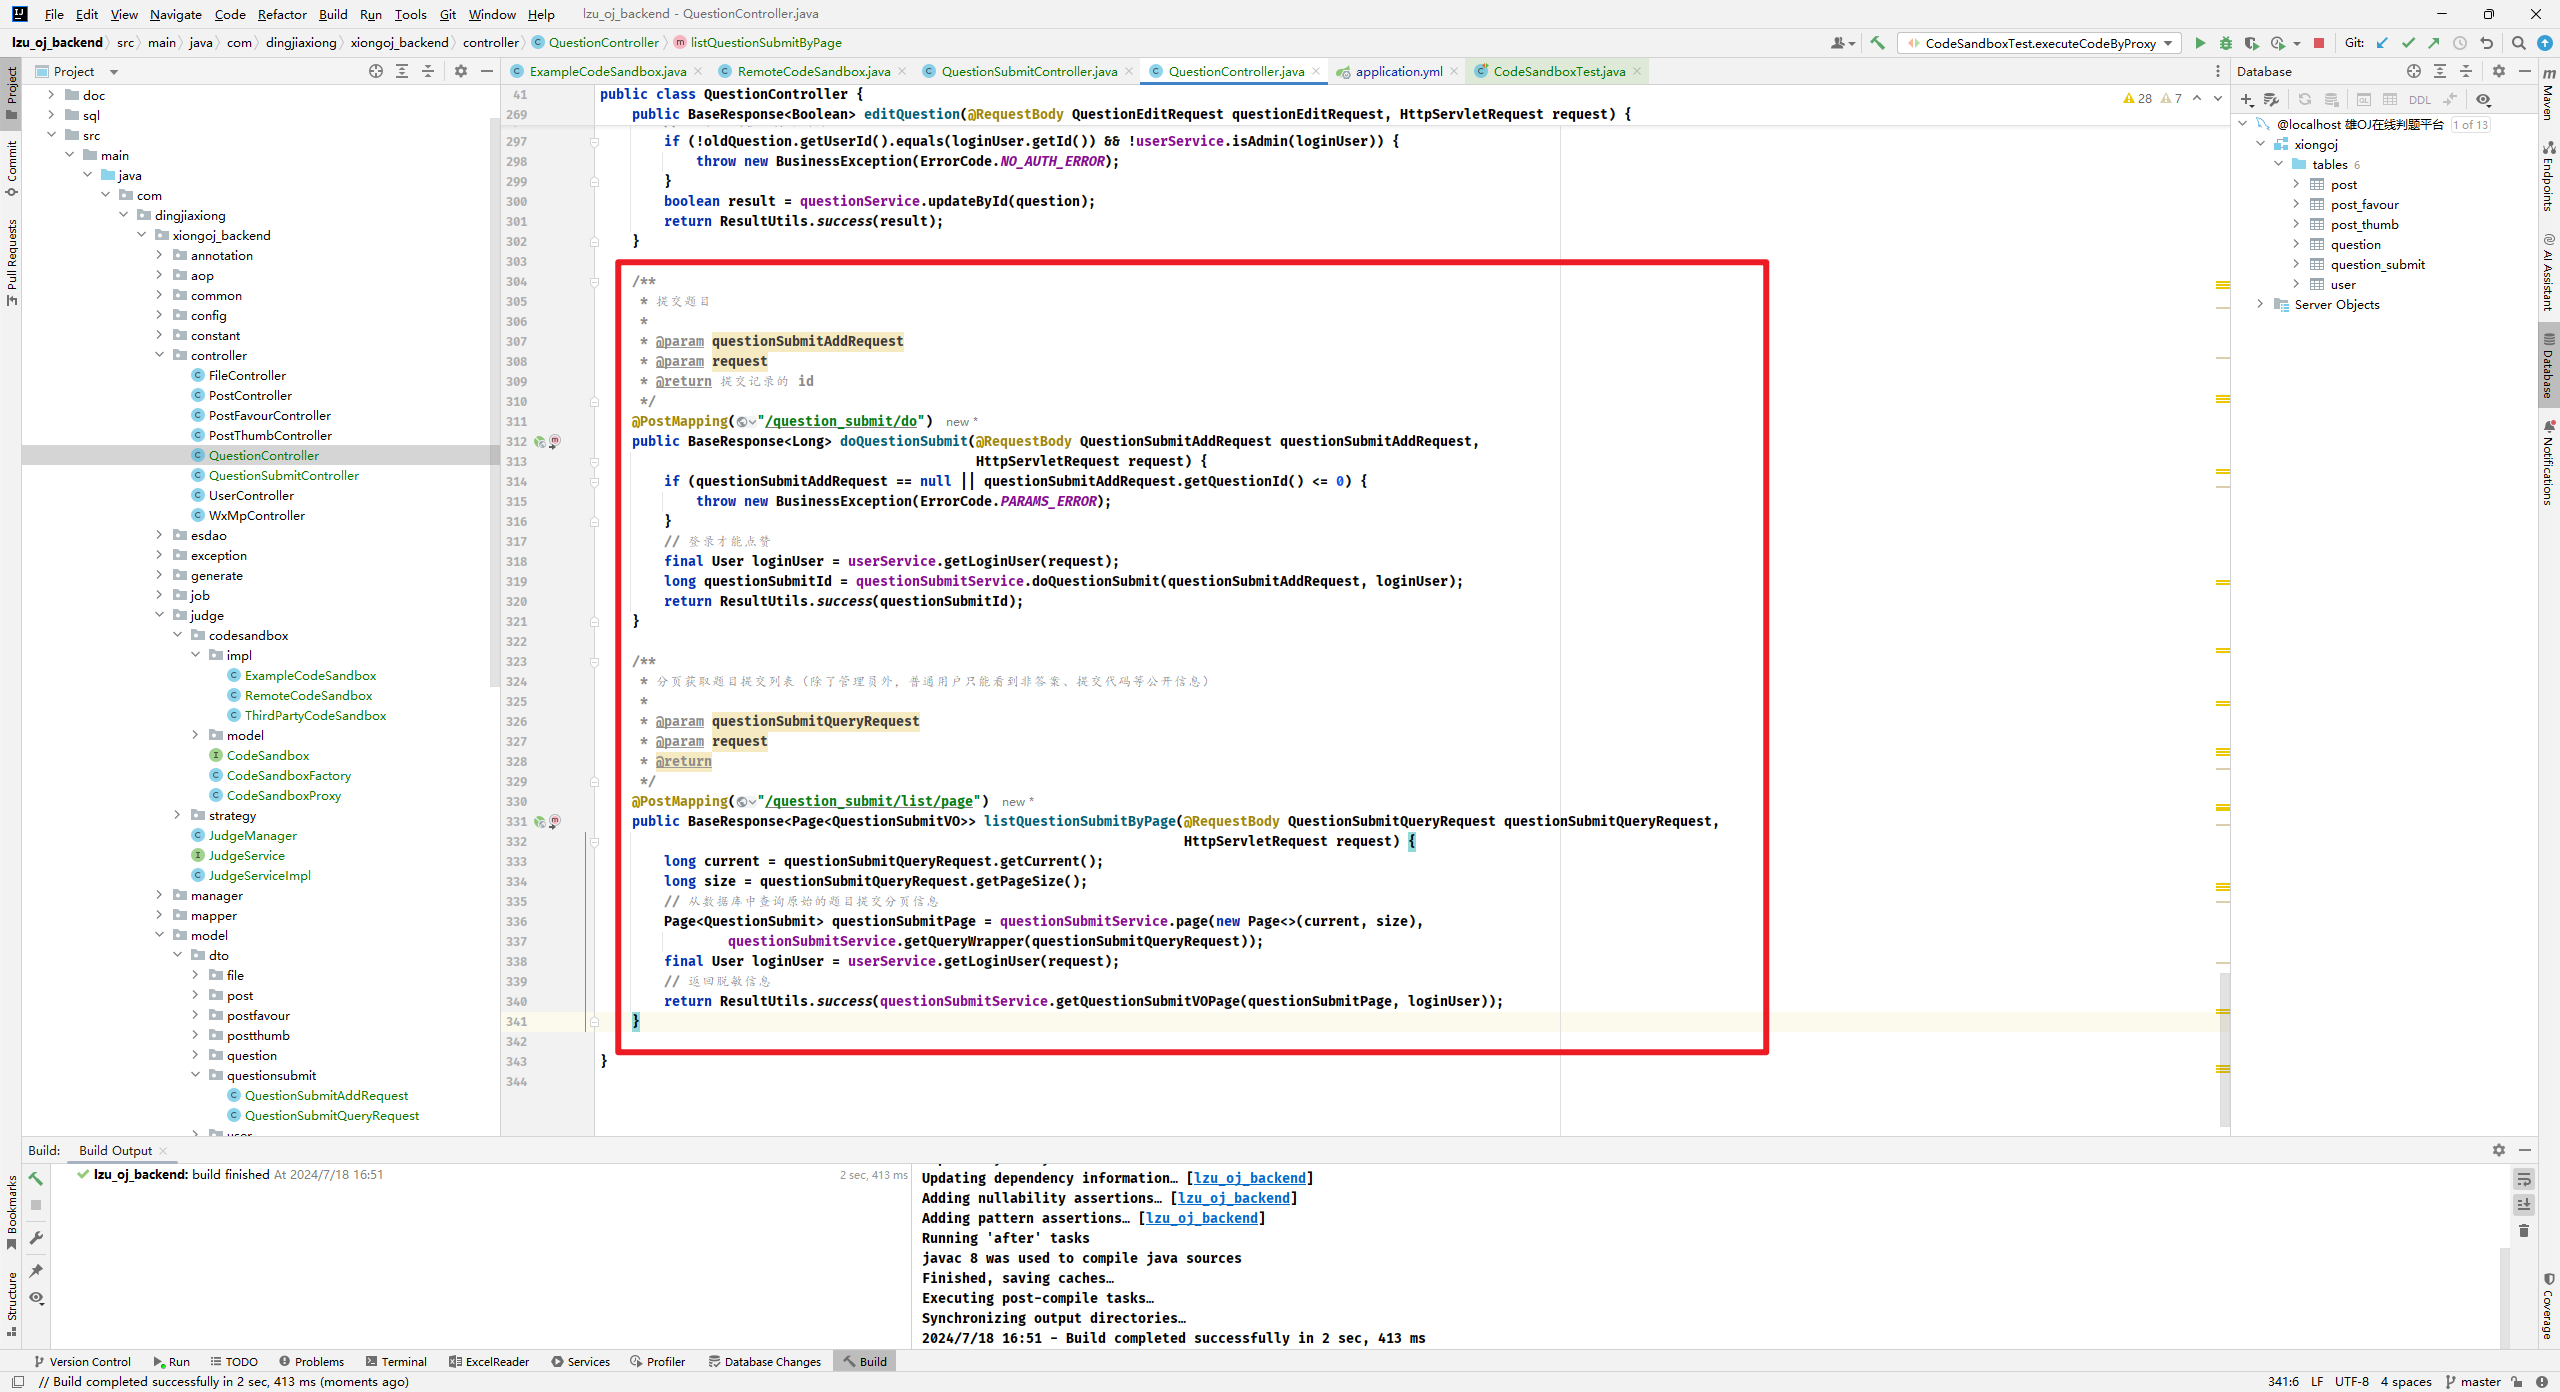 File Edit View Navigate Code Refactor Build Run Tools Git Window Help lzu_oj_backend - QuestionController.java
lzu_oj_backend src main java com dingjiaxiong xiongoj_backend controller QuestionController listQuestionSubmitByPage CodeSandboxTest.executeCodeByProxy Git:
Project
ExampleCodeSandbox.java RemoteCodeSandbox.java QuestionSubmitController.java QuestionController.java application.yml CodeSandboxTest.java
Database
doc
sql
src
main
java
com
dingjiaxiong
xiongoj_backend
annotation
aop
common
config
constant
controller
FileController
PostController
PostFavourController
PostThumbController
QuestionController
QuestionSubmitController
UserController
WxMpController
esdao
exception
generate
job
judge
codesandbox
impl
ExampleCodeSandbox
RemoteCodeSandbox
ThirdPartyCodeSandbox
model
CodeSandbox
CodeSandboxFactory
CodeSandboxProxy
strategy
JudgeManager
JudgeService
JudgeServiceImpl
manager
mapper
model
dto
file
post
postfavour
postthumb
question
questionsubmit
QuestionSubmitAddRequest
QuestionSubmitQueryRequest
user
41 public class QuestionController {
269 public BaseResponse<Boolean> editQuestion(@RequestBody QuestionEditRequest questionEditRequest, HttpServletRequest request) {
28 7
297 if (!oldQuestion.getUserId().equals(loginUser.getId()) && !userService.isAdmin(loginUser)) {
298 throw new BusinessException(ErrorCode.NO_AUTH_ERROR);
299 }
300 boolean result = questionService.updateById(question);
301 return ResultUtils.success(result);
302 }
303
304 /**
305 * 提交题目
306 *
307 * @param questionSubmitAddRequest
308 * @param request
309 * @return 提交记录的 id
310 */
311 @PostMapping("/question_submit/do") new *
312 public BaseResponse<Long> doQuestionSubmit(@RequestBody QuestionSubmitAddRequest questionSubmitAddRequest,
313 HttpServletRequest request) {
314 if (questionSubmitAddRequest == null || questionSubmitAddRequest.getQuestionId() <= 0) {
315 throw new BusinessException(ErrorCode.PARAMS_ERROR);
316 }
317 // 登录才能点赞
318 final User loginUser = userService.getLoginUser(request);
319 long questionSubmitId = questionSubmitService.doQuestionSubmit(questionSubmitAddRequest, loginUser);
320 return ResultUtils.success(questionSubmitId);
321 }
322
323 /**
324 * 分页获取题目提交列表（除了管理员外，普通用户只能看到非答案、提交代码等公开信息）
325 *
326 * @param questionSubmitQueryRequest
327 * @param request
328 * @return
329 */
330 @PostMapping("/question_submit/list/page") new *
331 public BaseResponse<Page<QuestionSubmitVO>> listQuestionSubmitByPage(@RequestBody QuestionSubmitQueryRequest questionSubmitQueryRequest,
332 HttpServletRequest request) {
333 long current = questionSubmitQueryRequest.getCurrent();
334 long size = questionSubmitQueryRequest.getPageSize();
335 // 从数据库中查询原始的题目提交分页信息
336 Page<QuestionSubmit> questionSubmitPage = questionSubmitService.page(new Page<>(current, size),
337 questionSubmitService.getQueryWrapper(questionSubmitQueryRequest));
338 final User loginUser = userService.getLoginUser(request);
339 // 返回脱敏信息
340 return ResultUtils.success(questionSubmitService.getQuestionSubmitVOPage(questionSubmitPage, loginUser));
341 }
342
343 }
344
DDL
@localhost 雄OJ在线判题平台 1 of 13
xiongoj
tables 6
post
post_favour
post_thumb
question
question_submit
user
Server Objects
Project
Commit
Pull Requests
Bookmarks
Structure
Maven
Endpoints
AI Assistant
Database
Notifications
Coverage
Build: Build Output
lzu_oj_backend: build finished At 2024/7/18 16:51 2 sec, 413 ms
Updating dependency information… [lzu_oj_backend]
Adding nullability assertions… [lzu_oj_backend]
Adding pattern assertions… [lzu_oj_backend]
Running 'after' tasks
javac 8 was used to compile java sources
Finished, saving caches…
Executing post-compile tasks…
Synchronizing output directories…
2024/7/18 16:51 - Build completed successfully in 2 sec, 413 ms
Version Control Run TODO Problems Terminal ExcelReader Services Profiler Database Changes Build
// Build completed successfully in 2 sec, 413 ms (moments ago) 341:6 LF UTF-8 4 spaces master